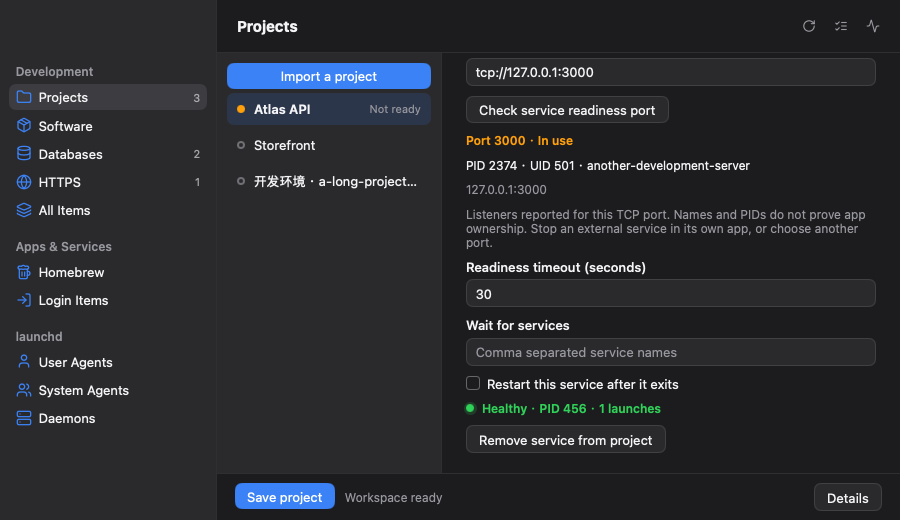 Projects
Development
Projects 3
Software
Databases 2
HTTPS 1
All Items
Apps & Services
Homebrew
Login Items
launchd
User Agents
System Agents
Daemons
Import a project
Atlas API Not ready
Storefront
开发环境 · a-long-project...
tcp://127.0.0.1:3000
Check service readiness port
Port 3000 · In use
PID 2374 · UID 501 · another-development-server
127.0.0.1:3000
Listeners reported for this TCP port. Names and PIDs do not prove app
ownership. Stop an external service in its own app, or choose another
port.
Readiness timeout (seconds)
30
Wait for services
Comma separated service names
Restart this service after it exits
Healthy · PID 456 · 1 launches
Remove service from project
Save project Workspace ready
Details